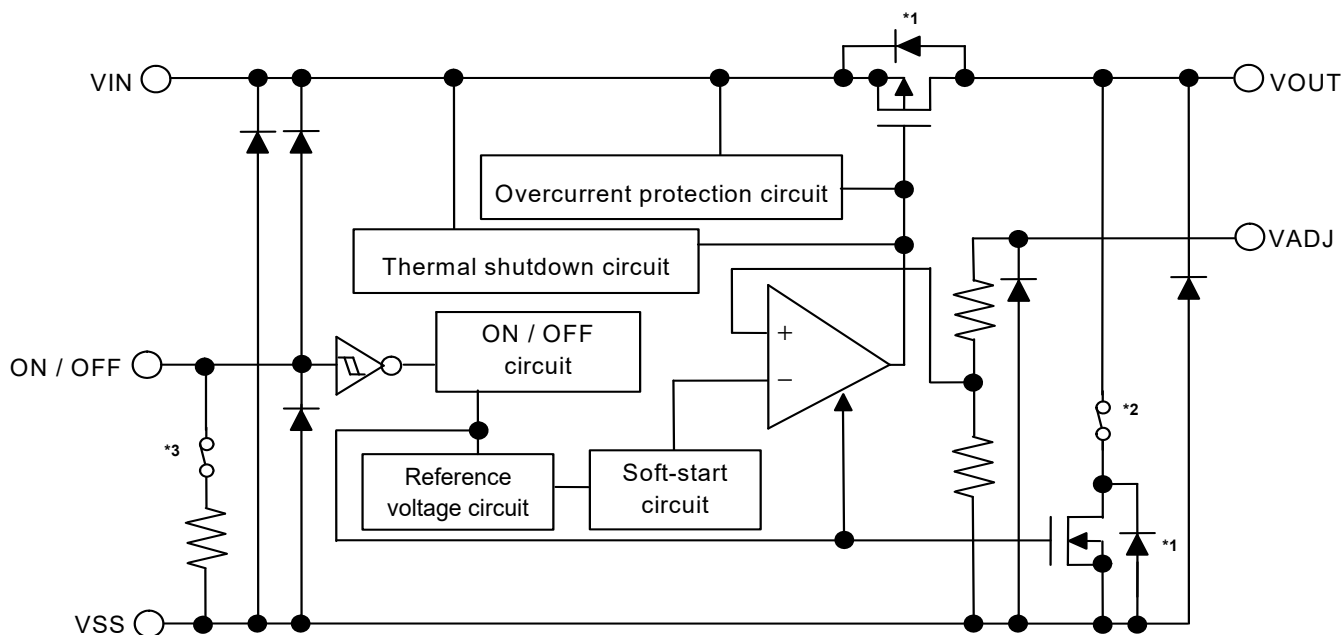 *1
VIN
VOUT
Overcurrent protection circuit
VADJ
Thermal shutdown circuit
ON / OFF
circuit
+
−
ON / OFF
*2
*3
Reference
voltage circuit
Soft-start
circuit
*1
VSS